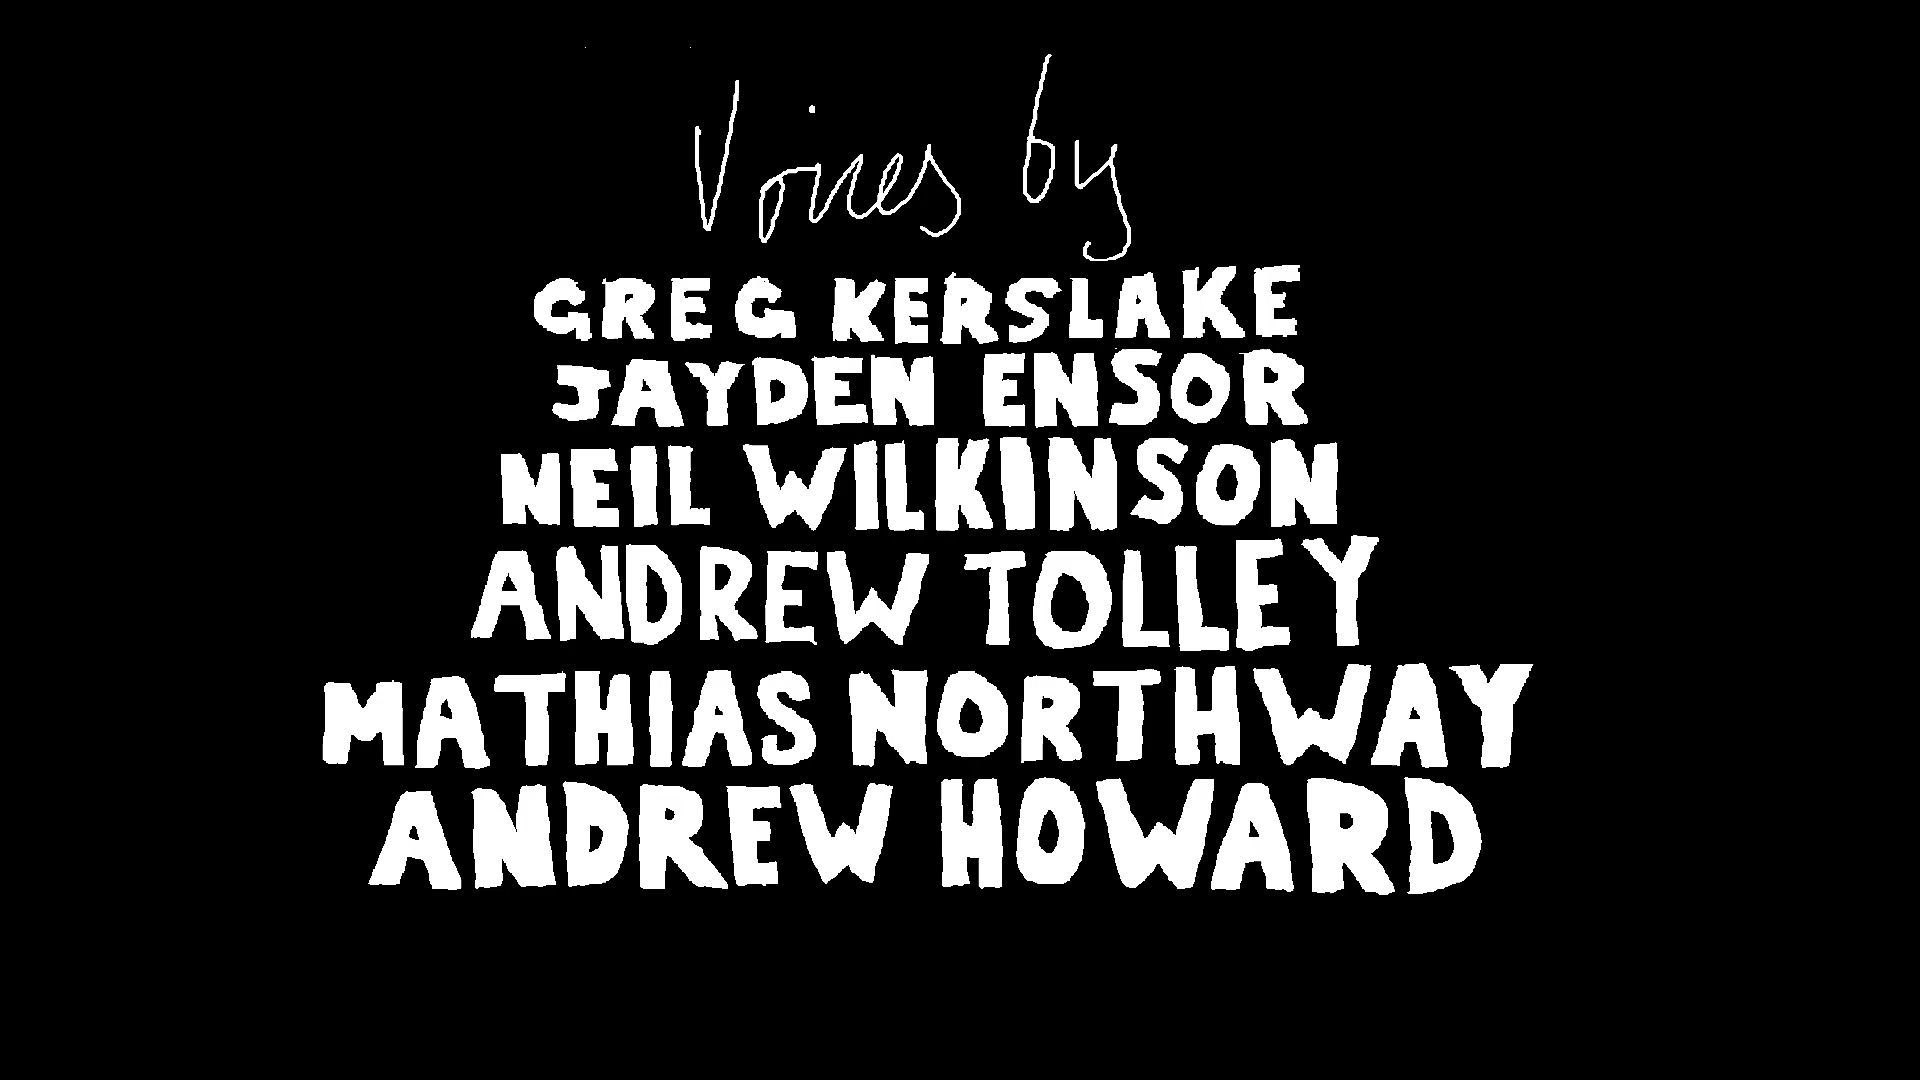 Voices by
GREG KERSLAKE
JAYDEN ENSOR
NEIL WILKINSON
ANDREW TOLLEY
MATHIAS NORTHWAY
ANDREW HOWARD